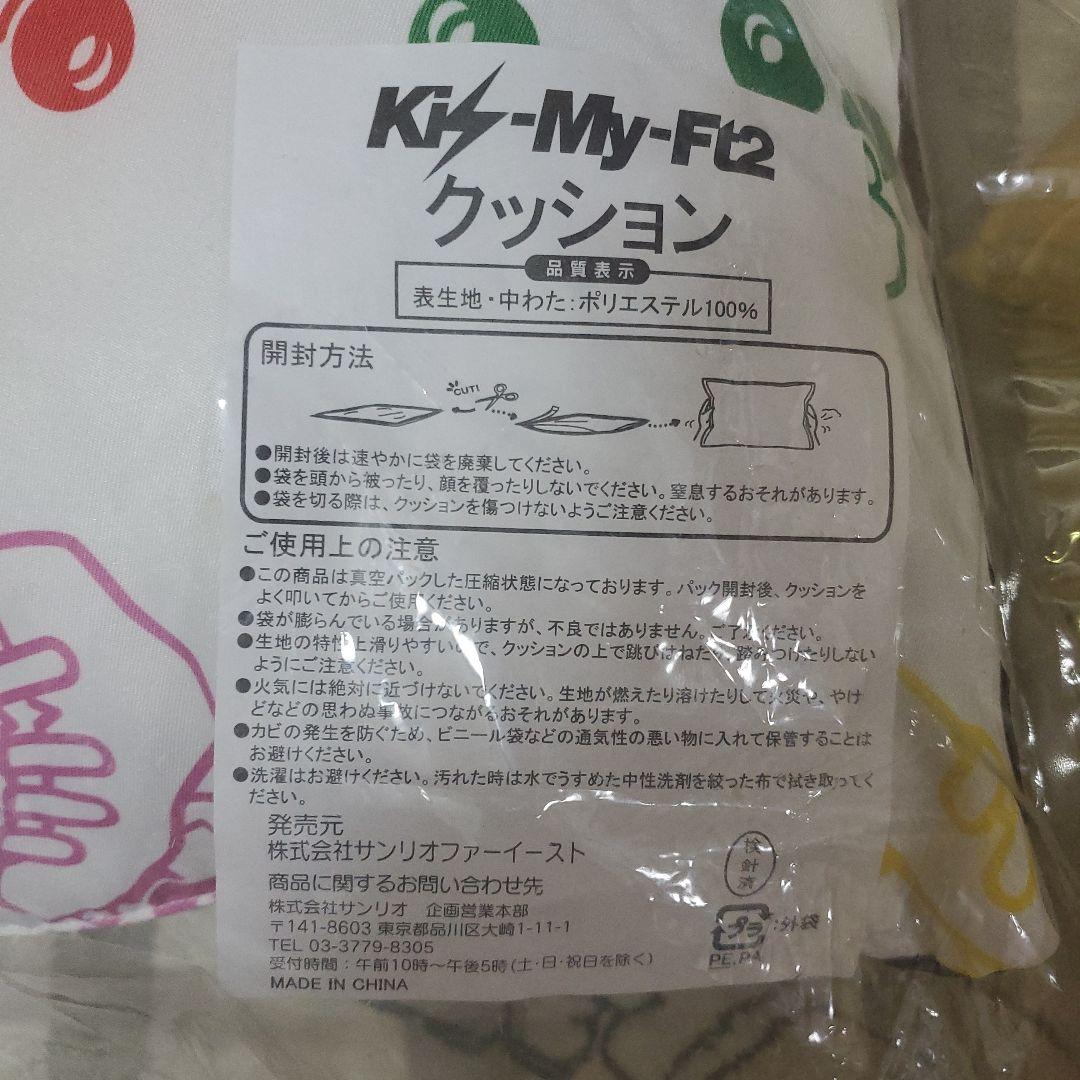 Kis-My-Ft2
クッション
品質表示
表生地・中わた:ポリエステル100%
開封方法
CUT!
●開封後は速やかに袋を廃棄してください。
●袋を頭から被ったり、顔を覆ったりしないでください。窒息するおそれがあります。
●袋を切る際は、クッションを傷つけないようご注意ください。
ご使用上の注意
●この商品は真空パックした圧縮状態になっております。パック開封後、クッションを
よく叩いてからご使用ください。
●袋が膨らんでいる場合がありますが、不良ではありません。ご了承ください。
●生地の特性上滑りやすいので、クッションの上で跳びはねたり、踏みつけたりしない
ようにご注意ください。
●火気には絶対に近づけないでください。生地が燃えたり溶けたりして火災や、やけ
どなどの思わぬ事故につながるおそれがあります。
●カビの発生を防ぐため、ビニール袋などの通気性の悪い物に入れて保管することは
お避けください。
●洗濯はお避けください。汚れた時は水でうすめた中性洗剤を絞った布で拭き取ってく
ださい。
発売元
株式会社サンリオファーイースト
商品に関するお問い合わせ先
株式会社サンリオ 企画営業本部
〒141-8603 東京都品川区大崎1-11-1
TEL 03-3779-8305
受付時間:午前10時～午後5時(土・日・祝日を除く)
MADE IN CHINA
検針済
プラ:外袋
PE,PA